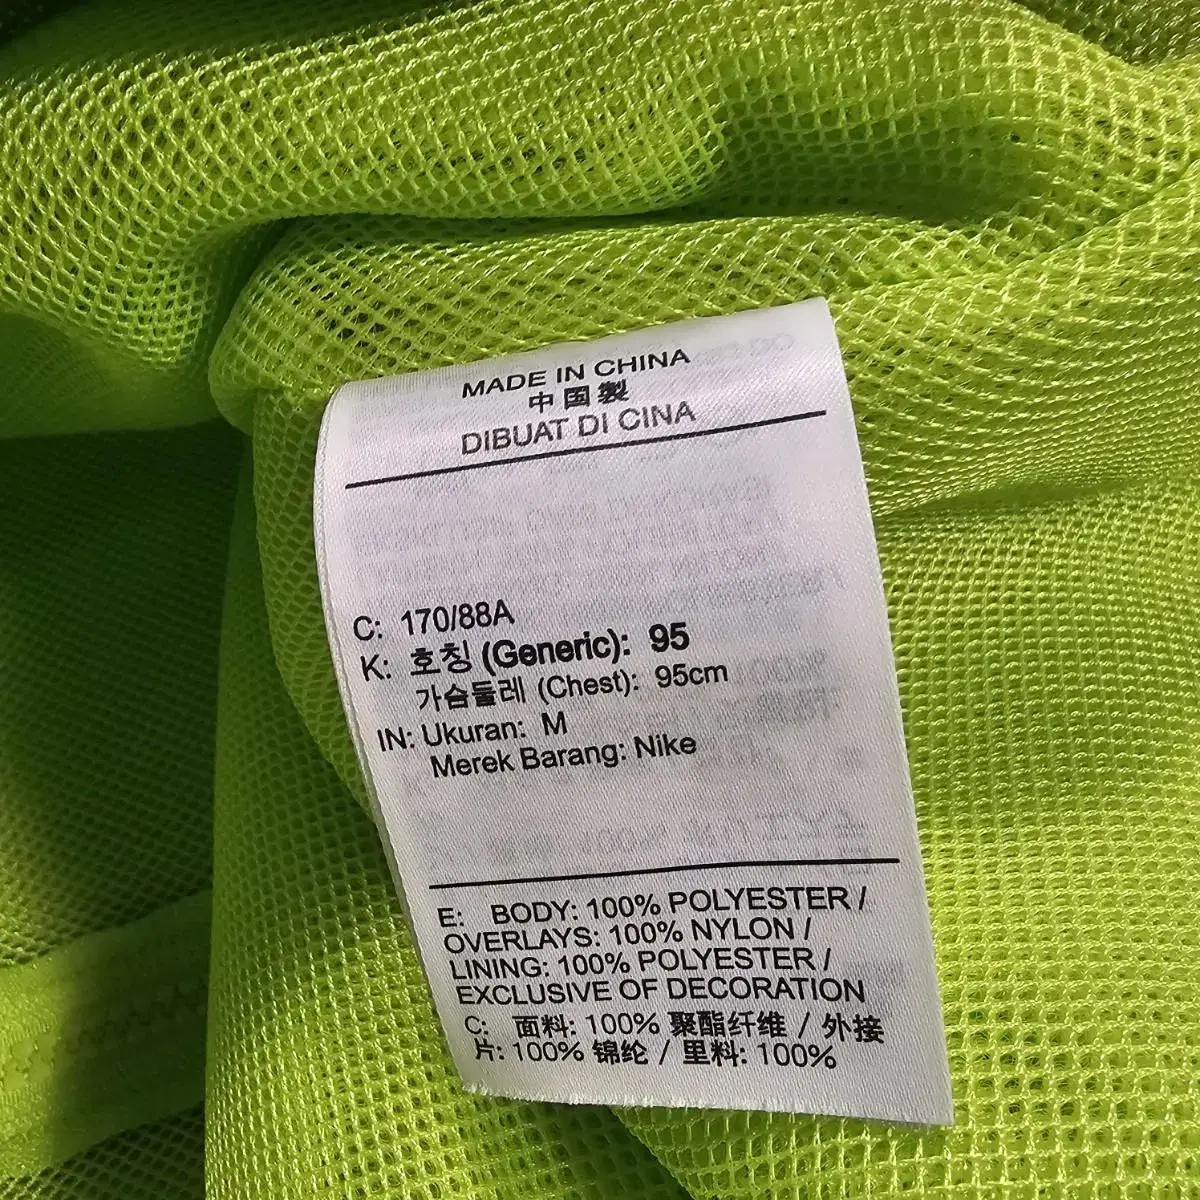 MADE IN CHINA
中国製
DIBUAT DI CINA
C: 170/88A
K: 호칭 (Generic): 95
가슴둘레 (Chest): 95cm
IN: Ukuran: M
Merek Barang: Nike
E: BODY: 100% POLYESTER /
OVERLAYS: 100% NYLON /
LINING: 100% POLYESTER /
EXCLUSIVE OF DECORATION
C: 面料: 100% 聚酯纤维 / 外接
片: 100% 锦纶 / 里料: 100%